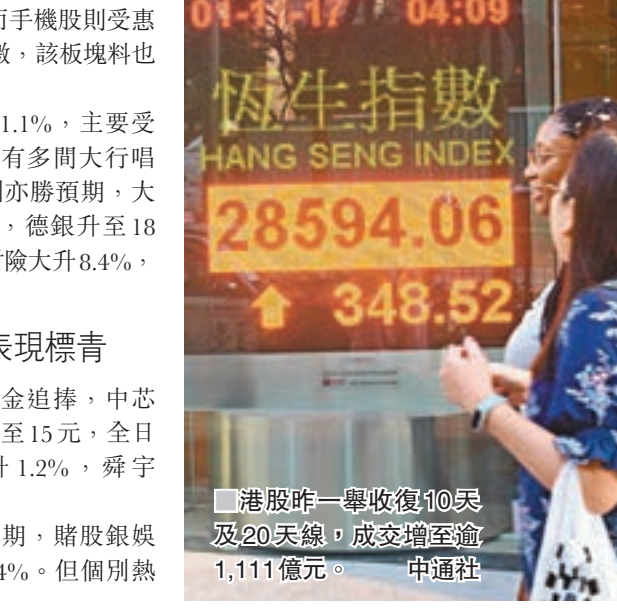 而手機股則受惠
數，該板塊料也
1.1%，主要受
有多間大行唱
亦勝預期，大
，德銀升至18
險大升8.4%，
表現標青
金追捧，中芯
至15元，全日
升1.2%，舜宇
期，賭股銀娛
4%。但個別熱
01-11-17 04:09
恆生指數
HANG SENG INDEX
28594.06
348.52
港股昨一舉收復10天
及20天線，成交增至逾
1,111億元。 中通社